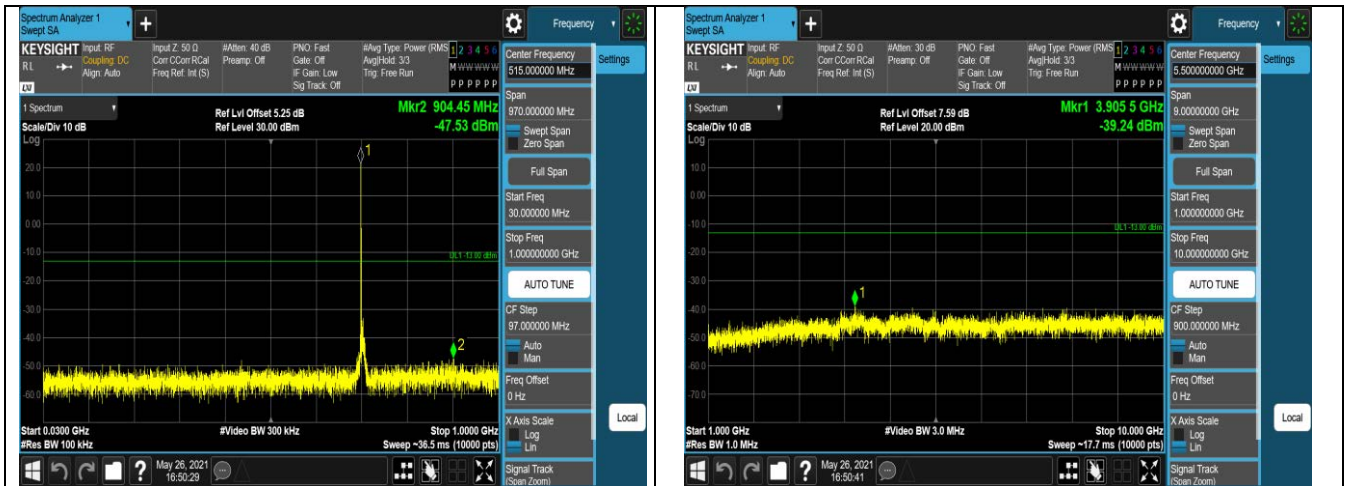 Spectrum Analyzer 1
Swept SA
+
Frequency
KEYSIGHT
RL
LXI
Input: RF
Coupling: DC
Align: Auto
Input Z: 50 Ω
Corr CCorr RCal
Freq Ref: Int (S)
#Atten: 40 dB
Preamp: Off
PNO: Fast
Gate: Off
IF Gain: Low
Sig Track: Off
#Avg Type: Power (RMS
Avg|Hold: 3/3
Trig: Free Run
1 2 3 4 5 6
M W W W W W
P P P P P P
Center Frequency
515.000000 MHz
Settings
1 Spectrum
Scale/Div 10 dB
Log
Ref Lvl Offset 5.25 dB
Ref Level 30.00 dBm
Mkr2 904.45 MHz
-47.53 dBm
Span
970.000000 MHz
Swept Span
Zero Span
Full Span
Start Freq
30.000000 MHz
Stop Freq
1.000000000 GHz
AUTO TUNE
CF Step
97.000000 MHz
Auto
Man
Freq Offset
0 Hz
X Axis Scale
Log
Lin
Signal Track
(Span Zoom)
Local
1
20.0
10.0
0.00
-10.0
DL1 -13.00 dBm
-20.0
-30.0
-40.0
2
-50.0
-60.0
Start 0.0300 GHz
#Res BW 100 kHz
#Video BW 300 kHz
Stop 1.0000 GHz
Sweep ~36.5 ms (10000 pts)
?
May 26, 2021
16:50:29
Spectrum Analyzer 1
Swept SA
+
Frequency
KEYSIGHT
RL
LXI
Input: RF
Coupling: DC
Align: Auto
Input Z: 50 Ω
Corr CCorr RCal
Freq Ref: Int (S)
#Atten: 30 dB
Preamp: Off
PNO: Fast
Gate: Off
IF Gain: Low
Sig Track: Off
#Avg Type: Power (RMS
Avg|Hold: 3/3
Trig: Free Run
1 2 3 4 5 6
M W W W W W
P P P P P P
Center Frequency
5.500000000 GHz
Settings
1 Spectrum
Scale/Div 10 dB
Log
Ref Lvl Offset 7.59 dB
Ref Level 20.00 dBm
Mkr1 3.905 5 GHz
-39.24 dBm
Span
9.00000000 GHz
Swept Span
Zero Span
Full Span
Start Freq
1.000000000 GHz
Stop Freq
10.000000000 GHz
AUTO TUNE
CF Step
900.000000 MHz
Auto
Man
Freq Offset
0 Hz
X Axis Scale
Log
Lin
Signal Track
(Span Zoom)
Local
10.0
0.00
-10.0
DL1 -13.00 dBm
-20.0
-30.0
1
-40.0
-50.0
-60.0
-70.0
Start 1.000 GHz
#Res BW 1.0 MHz
#Video BW 3.0 MHz
Stop 10.000 GHz
Sweep ~17.7 ms (10000 pts)
?
May 26, 2021
16:50:41